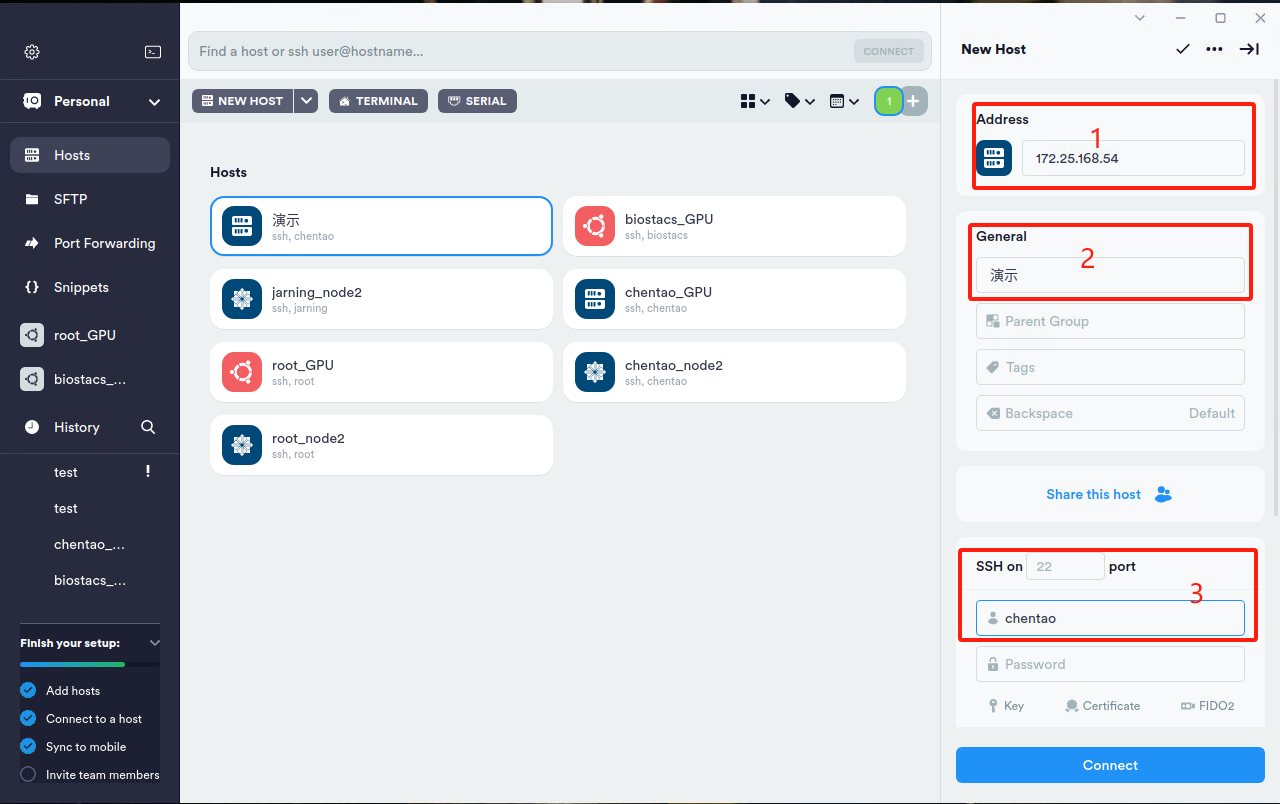 Personal
Hosts
SFTP
Port Forwarding
Snippets
root_GPU
biostacs_...
History
test
test
chentao_...
biostacs_...
Finish your setup:
Add hosts
Connect to a host
Sync to mobile
Invite team members
Find a host or ssh user@hostname...
CONNECT
NEW HOST
TERMINAL
SERIAL
1
Hosts
演示
ssh, chentao
biostacs_GPU
ssh, biostacs
jarning_node2
ssh, jarning
chentao_GPU
ssh, chentao
root_GPU
ssh, root
chentao_node2
ssh, chentao
root_node2
ssh, root
New Host
Address
1
172.25.168.54
General
2
演示
Parent Group
Tags
Backspace Default
Share this host
SSH on 22 port
3
chentao
Password
Key Certificate FIDO2
Connect